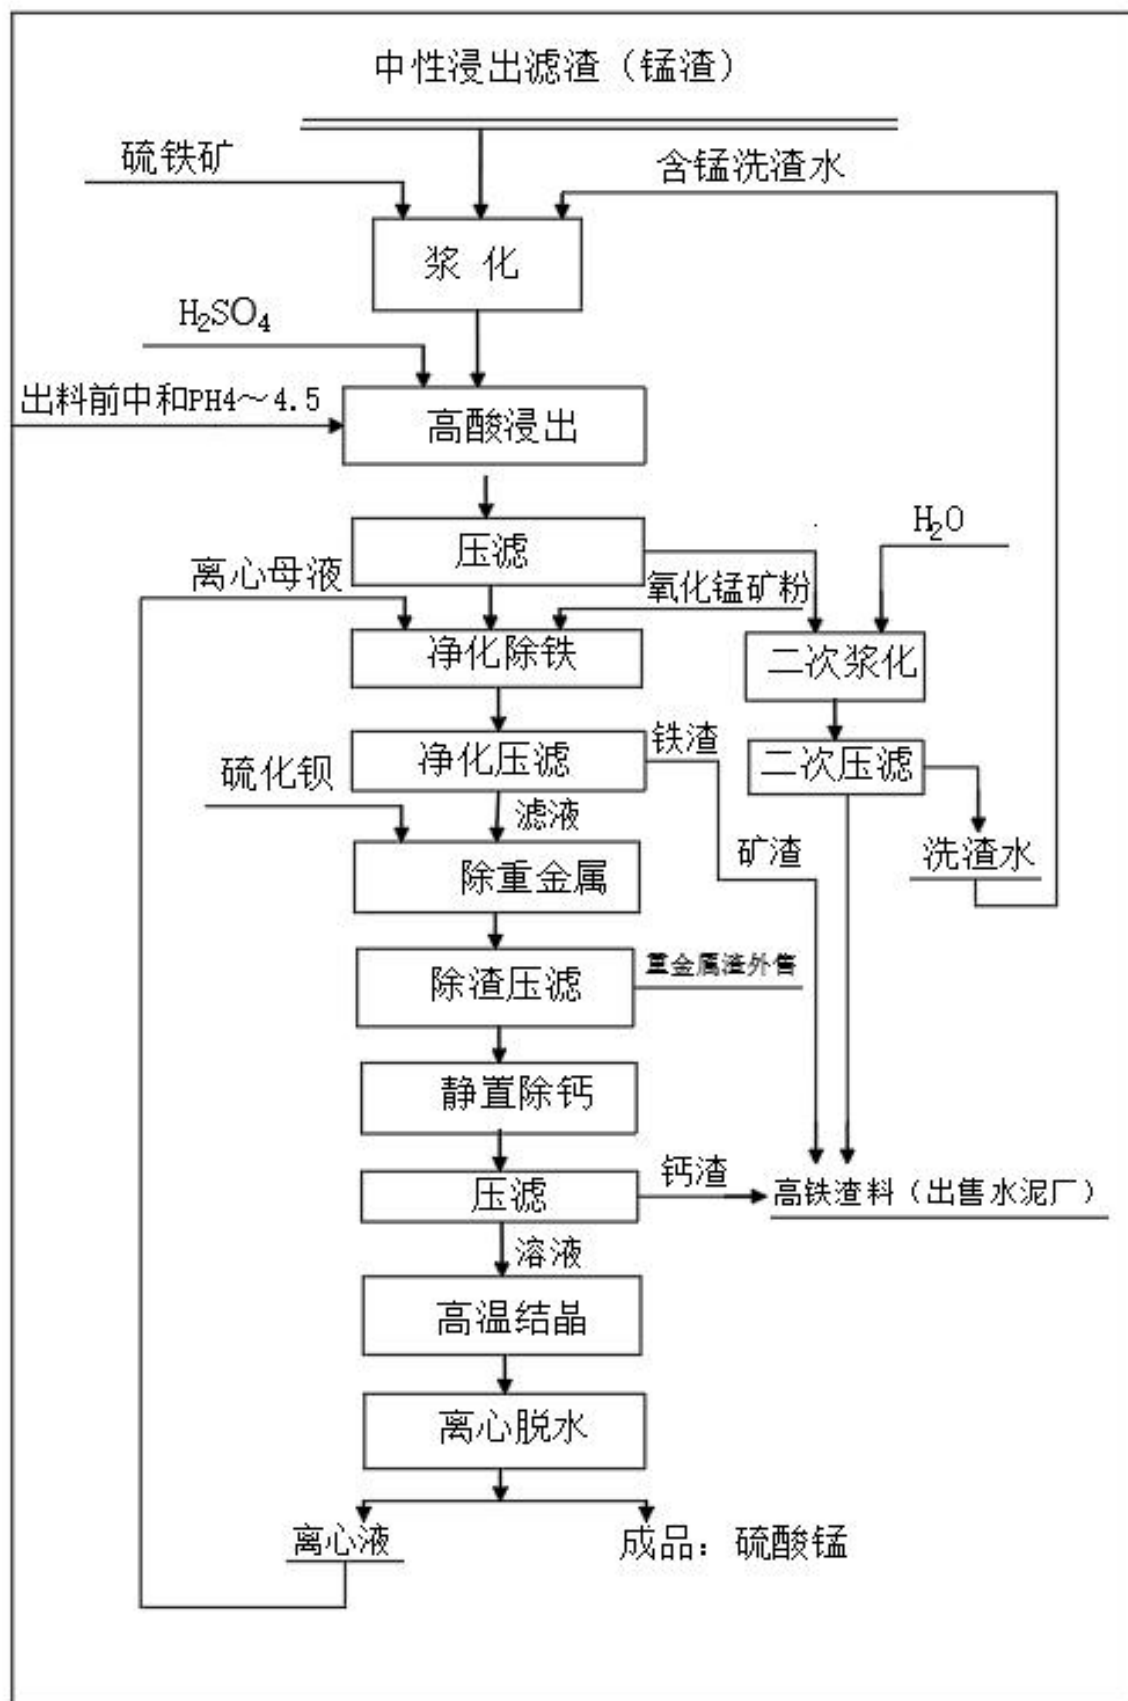 中性浸出滤渣（锰渣）
硫铁矿
含锰洗渣水
浆 化
H₂SO₄
出料前中和PH4～4.5
高酸浸出
压滤
H₂O
离心母液
氧化锰矿粉
净化除铁
二次浆化
净化压滤
铁渣
二次压滤
硫化钡
滤液
矿渣
洗渣水
除重金属
除渣压滤
重金属渣外售
静置除钙
压滤
钙渣
高铁渣料（出售水泥厂）
溶液
高温结晶
离心脱水
离心液
成品：硫酸锰